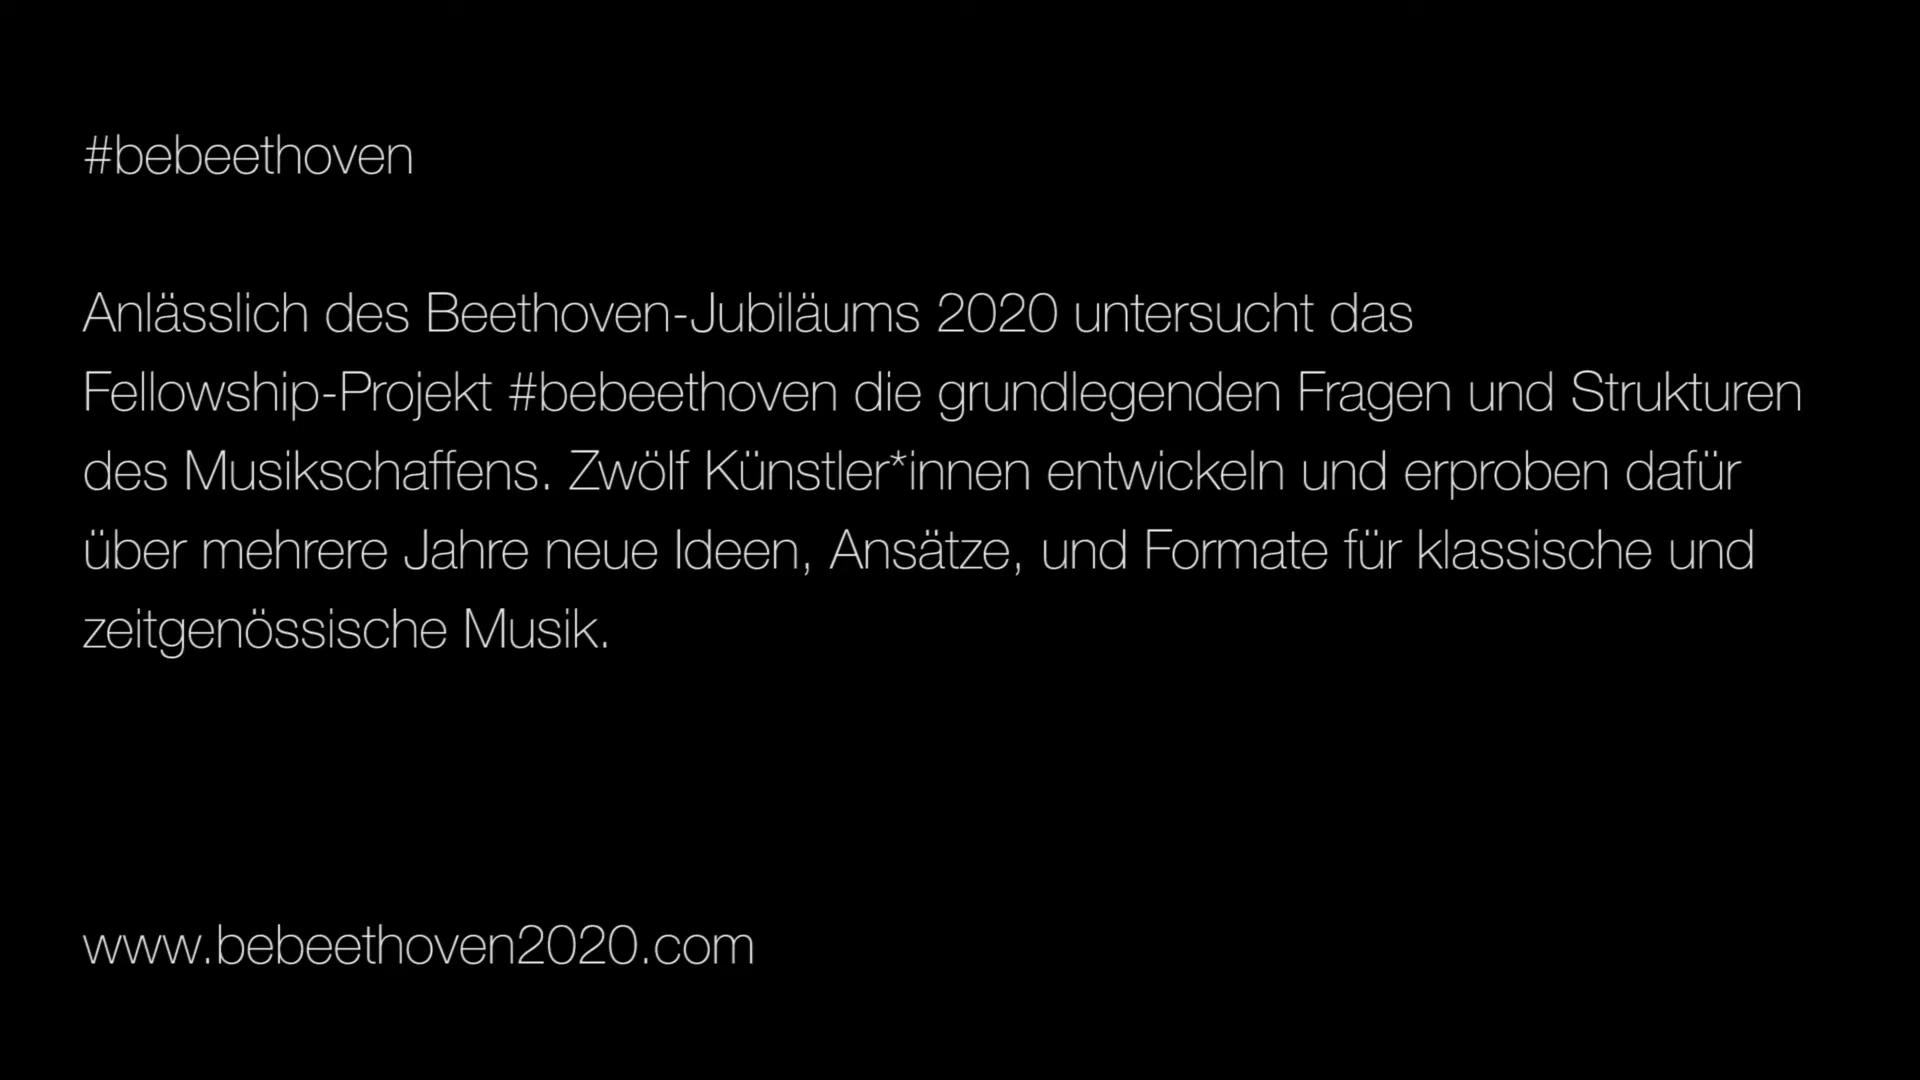 #bebeethoven
Anlässlich des Beethoven-Jubiläums 2020 untersucht das
Fellowship-Projekt #bebeethoven die grundlegenden Fragen und Strukturen
des Musikschaffens. Zwölf Künstler*innen entwickeln und erproben dafür
über mehrere Jahre neue Ideen, Ansätze, und Formate für klassische und
zeitgenössische Musik.
www.bebeethoven2020.com